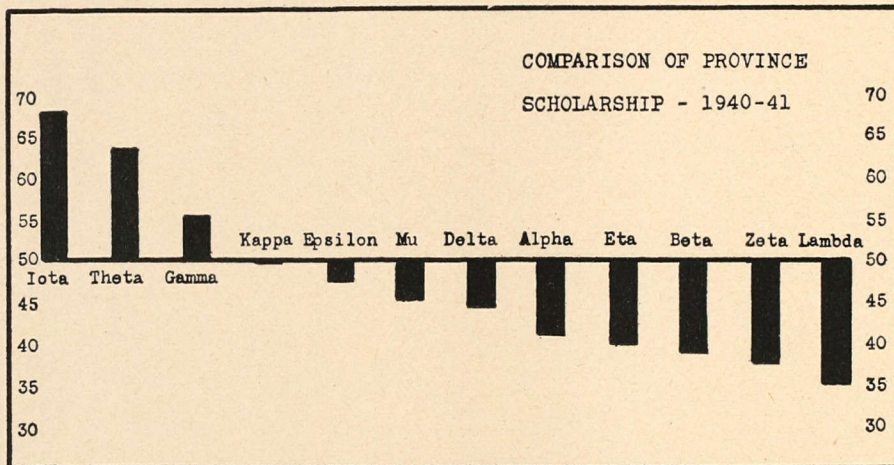 COMPARISON OF PROVINCE
SCHOLARSHIP - 1940-41
70 70
65 65
60 60
55 55
Kappa Epsilon Mu Delta Alpha Eta Beta Zeta Lambda
50 50
Iota Theta Gamma
45 45
40 40
35 35
30 30